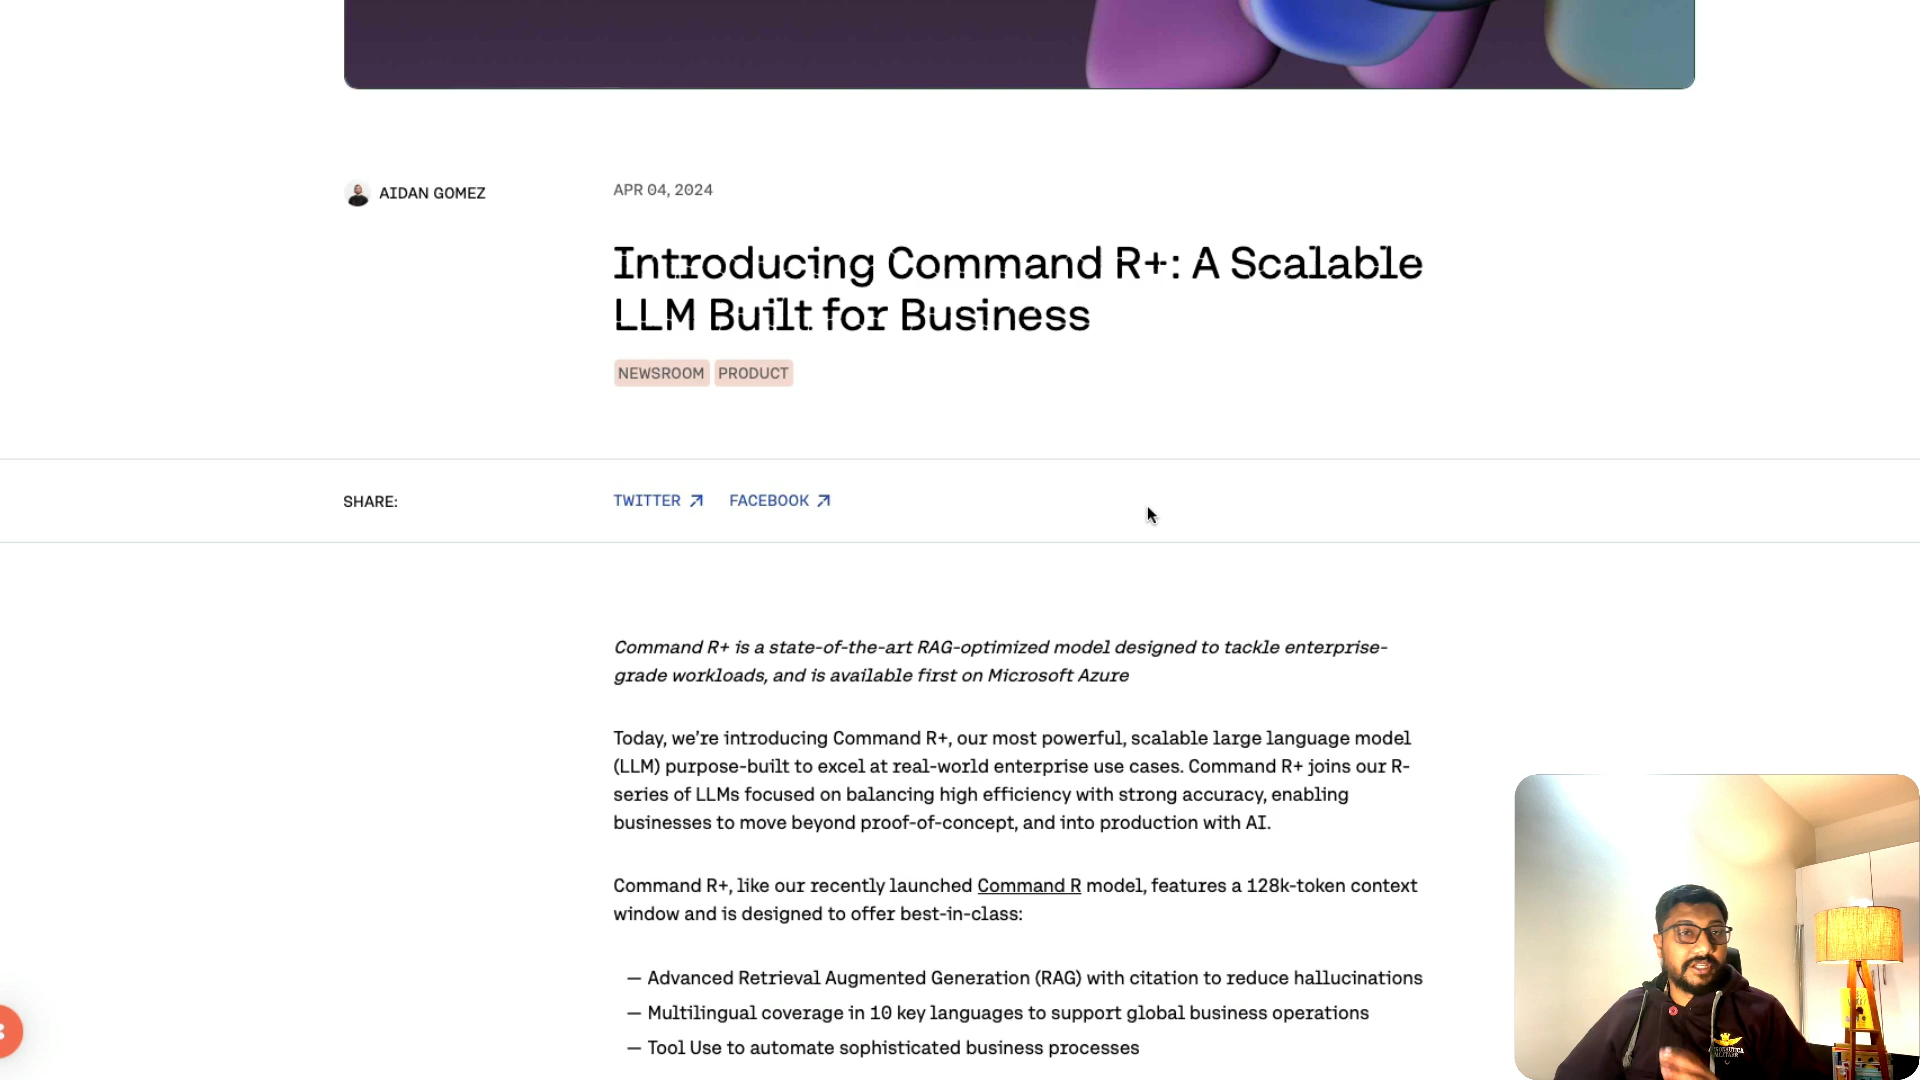 AIDAN GOMEZ
APR 04, 2024
Introducing Command R+: A Scalable
LLM Built for Business
NEWSROOM PRODUCT
SHARE:
TWITTER FACEBOOK
Command R+ is a state-of-the-art RAG-optimized model designed to tackle enterprise-
grade workloads, and is available first on Microsoft Azure
Today, we’re introducing Command R+, our most powerful, scalable large language model
(LLM) purpose-built to excel at real-world enterprise use cases. Command R+ joins our R-
series of LLMs focused on balancing high efficiency with strong accuracy, enabling
businesses to move beyond proof-of-concept, and into production with AI.
Command R+, like our recently launched Command R model, features a 128k-token context
window and is designed to offer best-in-class:
— Advanced Retrieval Augmented Generation (RAG) with citation to reduce hallucinations
— Multilingual coverage in 10 key languages to support global business operations
— Tool Use to automate sophisticated business processes